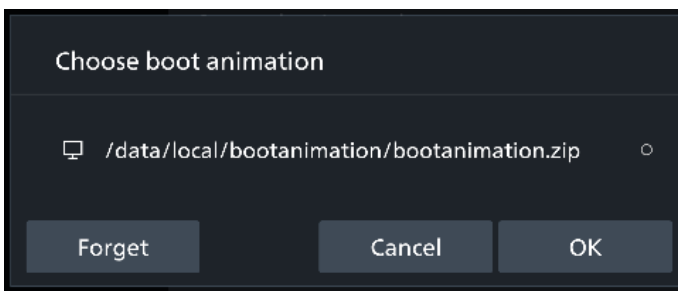 Choose boot animation
/data/local/bootanimation/bootanimation.zip
Forget Cancel OK